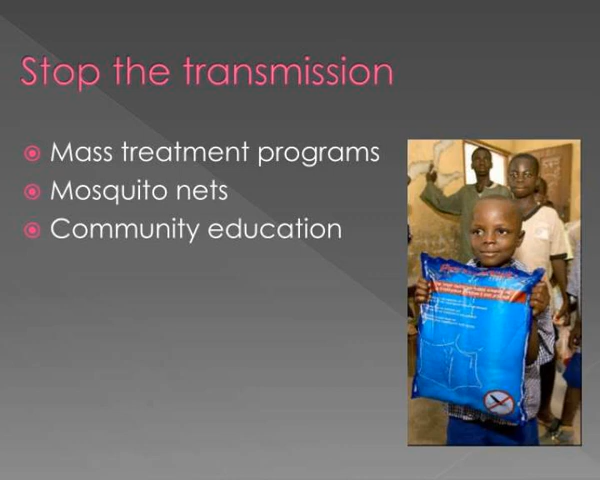 Stop the transmission
Mass treatment programs
Mosquito nets
Community education